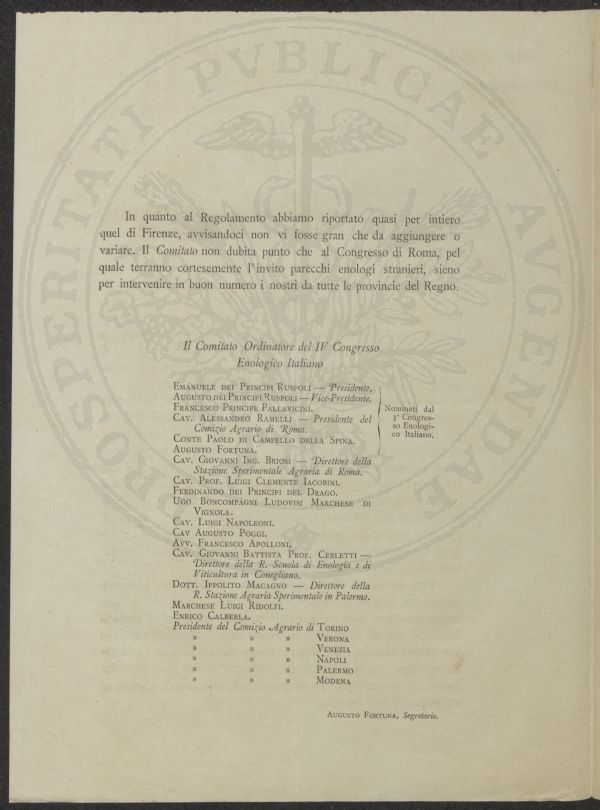 PROSPERITATI PVBLICAE AVGENDAE
In quanto al Regolamento abbiamo riportato quasi per intiero
quel di Firenze, avvisandoci non vi fosse gran che da aggiungere o
variare. Il Comitato non dubita punto che al Congresso di Roma, pel
quale terranno cortesemente l'invito parecchi enologi stranieri, sieno
per intervenire in buon numero i nostri da tutte le provincie del Regno.
Il Comitato Ordinatore del IV Congresso
Enologico Italiano
Emanuele dei Principi Ruspoli — Presidente.
Augusto dei Principi Ruspoli — Vice-Presidente.
Francesco Principe Pallavicini.
Cav. Alessandro Ramelli — Presidente del
Comizio Agrario di Roma.
Conte Paolo di Campello della Spina.
Augusto Fortuna.
Nominati dal
3º Congres-
so Enologi-
co Italiano.
Cav. Giovanni Ing. Briosi — Direttore della
Stazione Sperimentale Agraria di Roma.
Cav. Prof. Luigi Clemente Iacobini.
Ferdinando dei Principi del Drago.
Ugo Boncompagni Ludovisi Marchese di
Vignola.
Cav. Luigi Napoleoni.
Cav Augusto Poggi.
Avv. Francesco Apolloni.
Cav. Giovanni Battista Prof. Cerletti —
Direttore della R. Scuola di Enologia e di
Viticultura in Conegliano.
Dott. Ippolito Macagno — Direttore della
R. Stazione Agraria Sperimentale in Palermo.
Marchese Luigi Ridolfi.
Enrico Calberla.
Presidente del Comizio Agrario di Torino
» » » Verona
» » » Venezia
» » » Napoli
» » » Palermo
» » » Modena
Augusto Fortuna, Segretario.